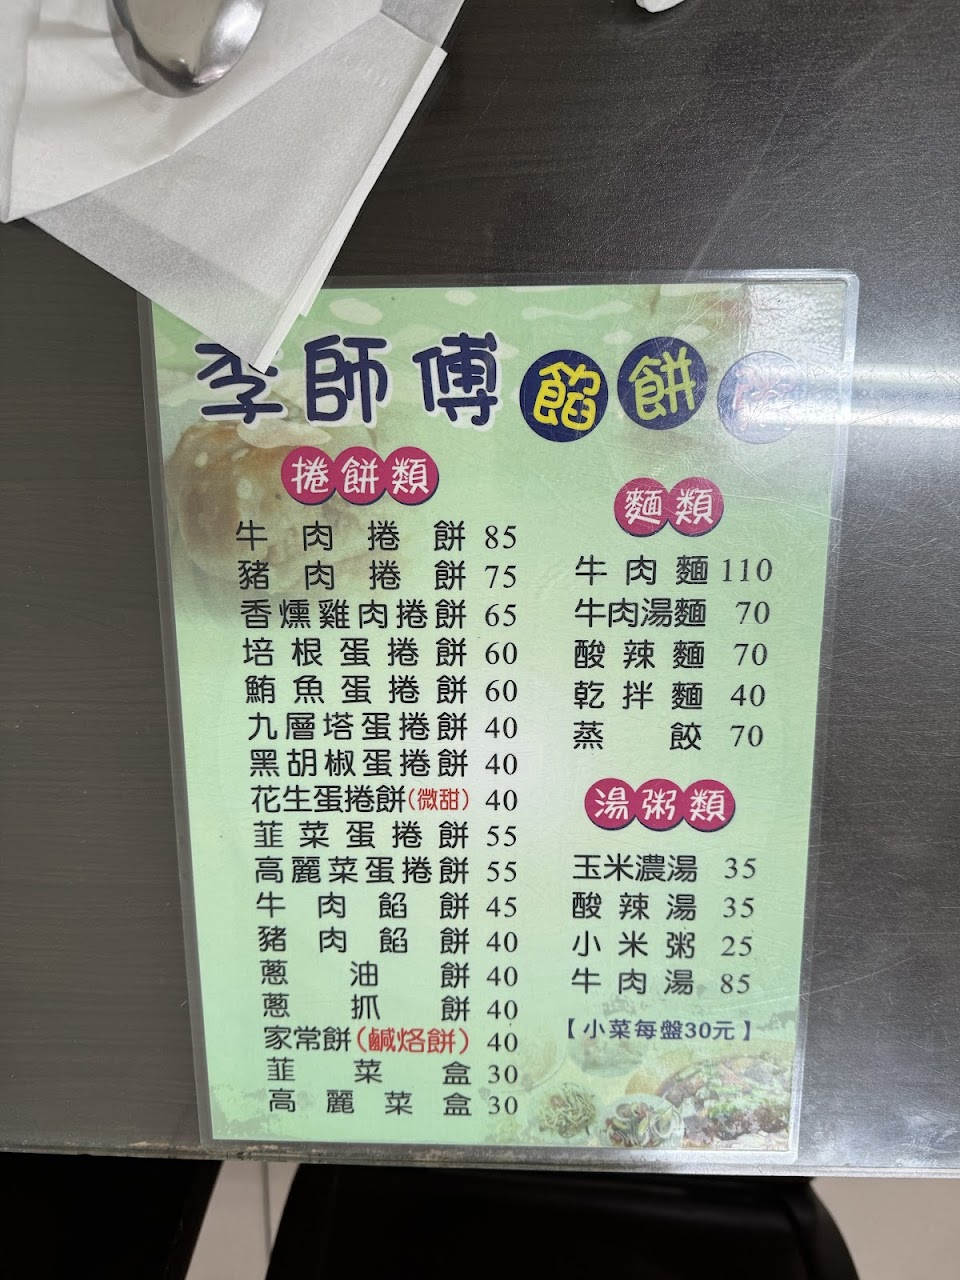 李師傅餡餅粥
捲餅類
牛肉捲餅 85
豬肉捲餅 75
香燻雞肉捲餅 65
培根蛋捲餅 60
鮪魚蛋捲餅 60
九層塔蛋捲餅 40
黑胡椒蛋捲餅 40
花生蛋捲餅(微甜) 40
韮菜蛋捲餅 55
高麗菜蛋捲餅 55
牛肉餡餅 45
豬肉餡餅 40
蔥油餅 40
蔥抓餅 40
家常餅(鹹烙餅) 40
韮菜盒 30
高麗菜盒 30
麵類
牛肉麵 110
牛肉湯麵 70
酸辣麵 70
乾拌麵 40
蒸餃 70
湯粥類
玉米濃湯 35
酸辣湯 35
小米粥 25
牛肉湯 85
【小菜每盤30元】